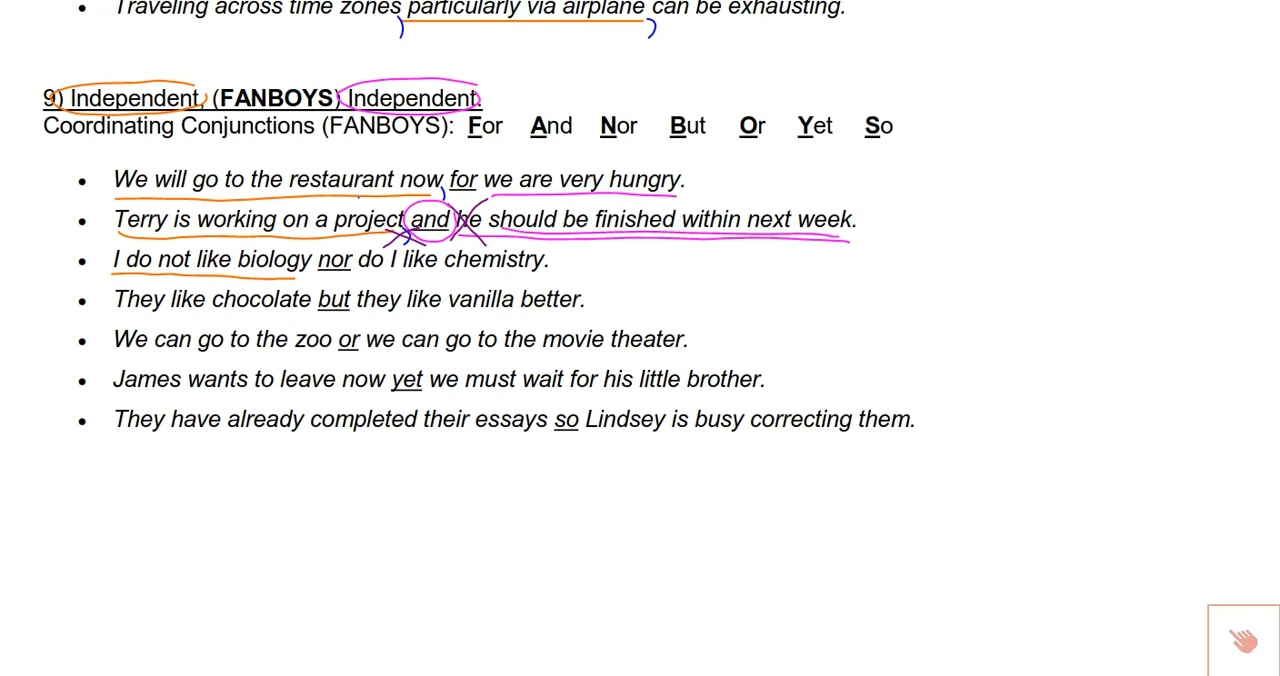 • Traveling across time zones particularly via airplane can be exhausting.
9) Independent, (FANBOYS) Independent.
Coordinating Conjunctions (FANBOYS): For And Nor But Or Yet So
• We will go to the restaurant now, for we are very hungry.
• Terry is working on a project, and he should be finished within next week.
• I do not like biology nor do I like chemistry.
• They like chocolate but they like vanilla better.
• We can go to the zoo or we can go to the movie theater.
• James wants to leave now yet we must wait for his little brother.
• They have already completed their essays so Lindsey is busy correcting them.